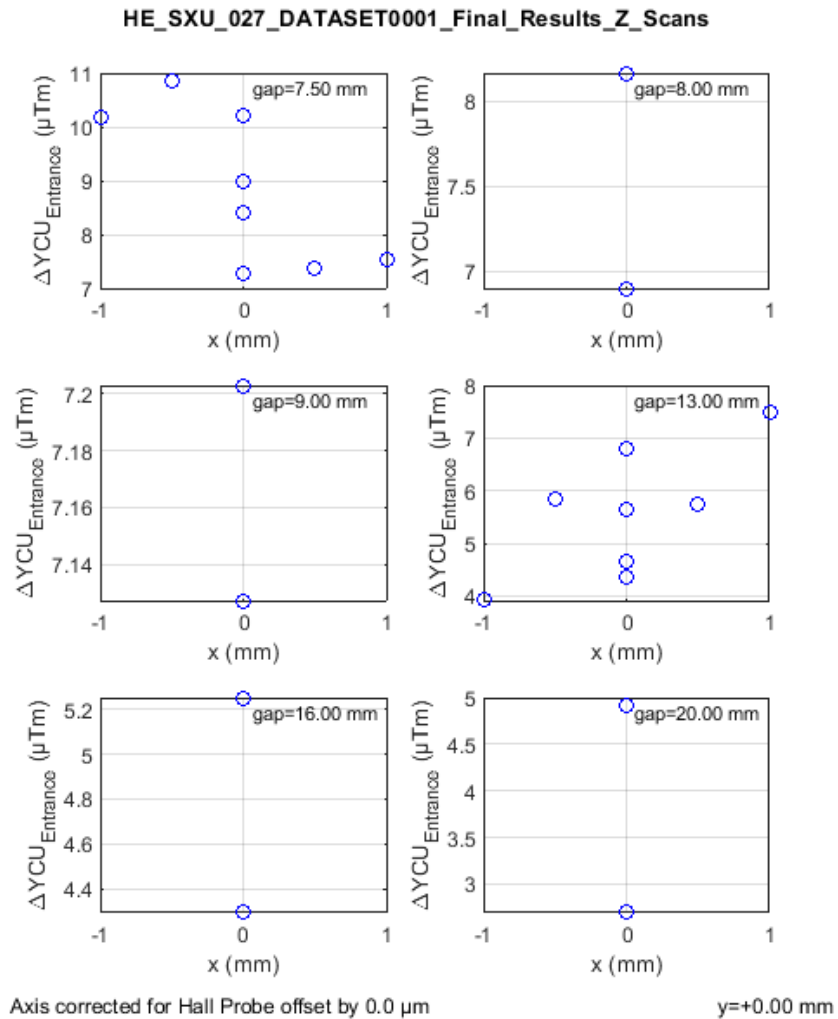 HE_SXU_027_DATASET0001_Final_Results_Z_Scans
gap=7.50 mm
11
10
9
8
7
ΔYCU_Entrance (μTm)
-1
0
1
x (mm)
gap=8.00 mm
8
7.5
7
ΔYCU_Entrance (μTm)
-1
0
1
x (mm)
gap=9.00 mm
7.2
7.18
7.16
7.14
ΔYCU_Entrance (μTm)
-1
0
1
x (mm)
gap=13.00 mm
8
7
6
5
4
ΔYCU_Entrance (μTm)
-1
0
1
x (mm)
gap=16.00 mm
5.2
5
4.8
4.6
4.4
ΔYCU_Entrance (μTm)
-1
0
1
x (mm)
gap=20.00 mm
5
4.5
4
3.5
3
ΔYCU_Entrance (μTm)
-1
0
1
x (mm)
Axis corrected for Hall Probe offset by 0.0 μm
y=+0.00 mm